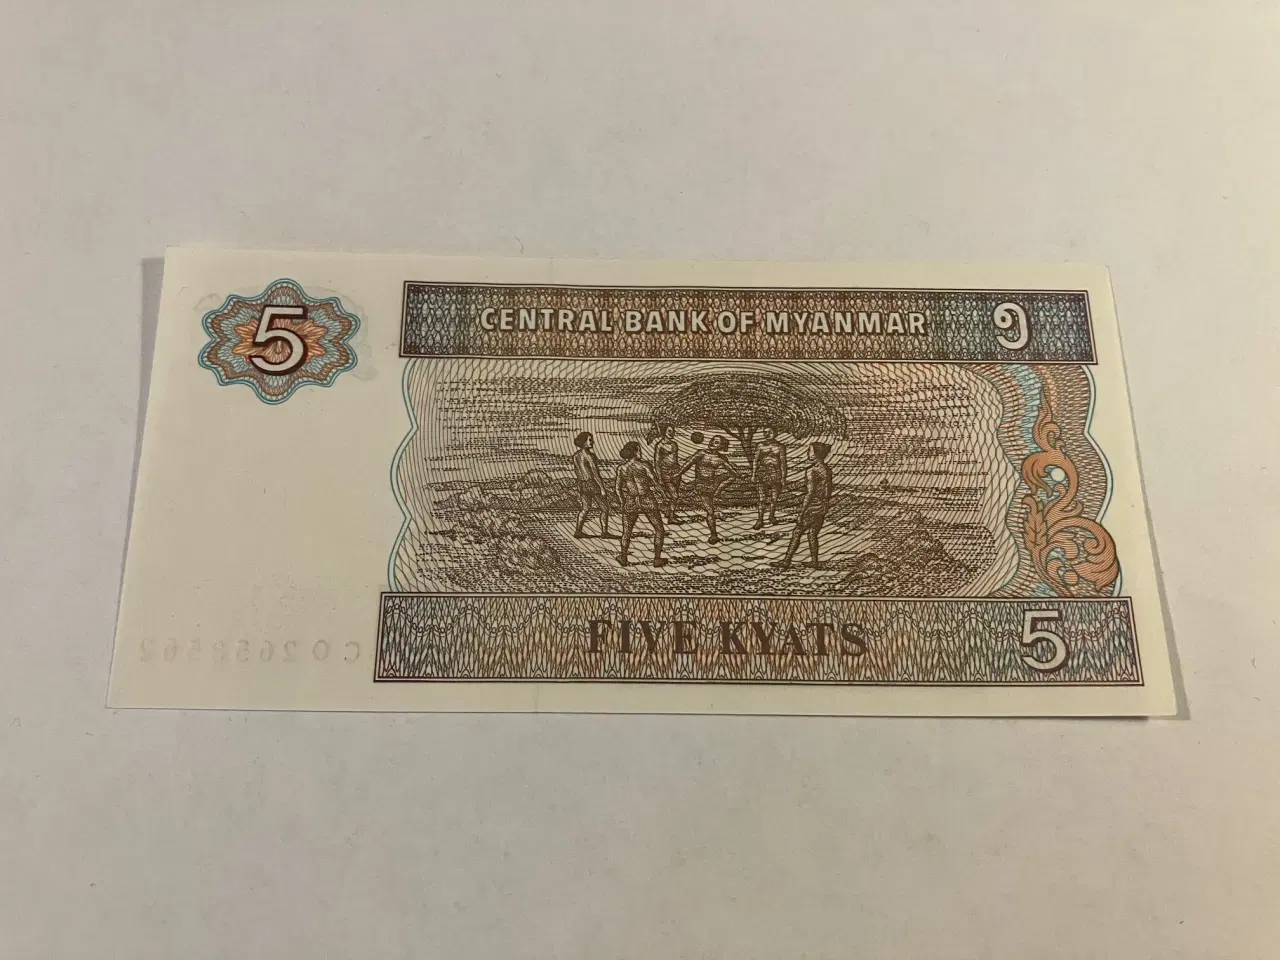 5
CENTRAL BANK OF MYANMAR ၅
FIVE KYATS 5